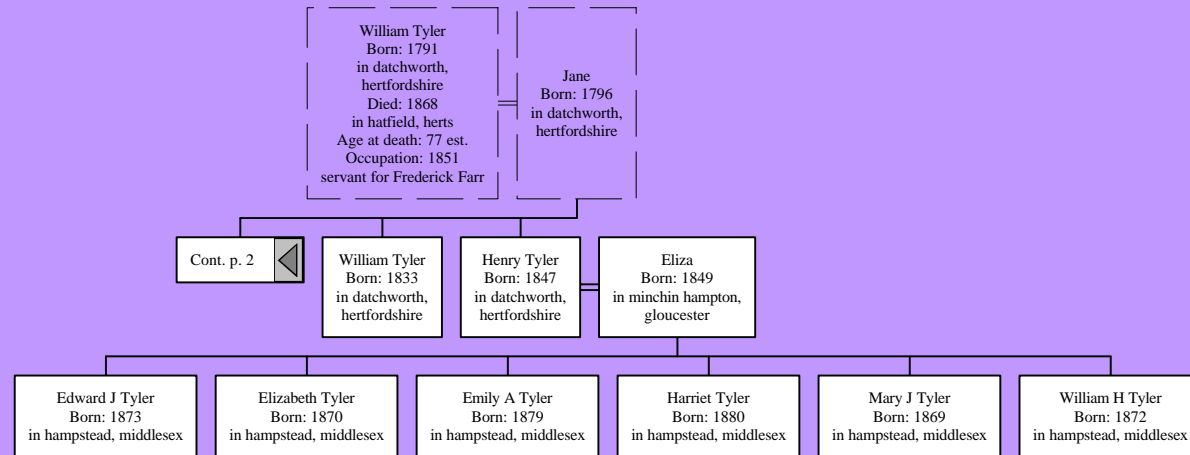 William Tyler
Born: 1791
in datchworth,
hertfordshire
Died: 1868
in hatfield, herts
Age at death: 77 est.
Occupation: 1851
servant for Frederick Farr
Jane
Born: 1796
in datchworth,
hertfordshire
Cont. p. 2
William Tyler
Born: 1833
in datchworth,
hertfordshire
Henry Tyler
Born: 1847
in datchworth,
hertfordshire
Eliza
Born: 1849
in minchin hampton,
gloucester
Edward J Tyler
Born: 1873
in hampstead, middlesex
Elizabeth Tyler
Born: 1870
in hampstead, middlesex
Emily A Tyler
Born: 1879
in hampstead, middlesex
Harriet Tyler
Born: 1880
in hampstead, middlesex
Mary J Tyler
Born: 1869
in hampstead, middlesex
William H Tyler
Born: 1872
in hampstead, middlesex